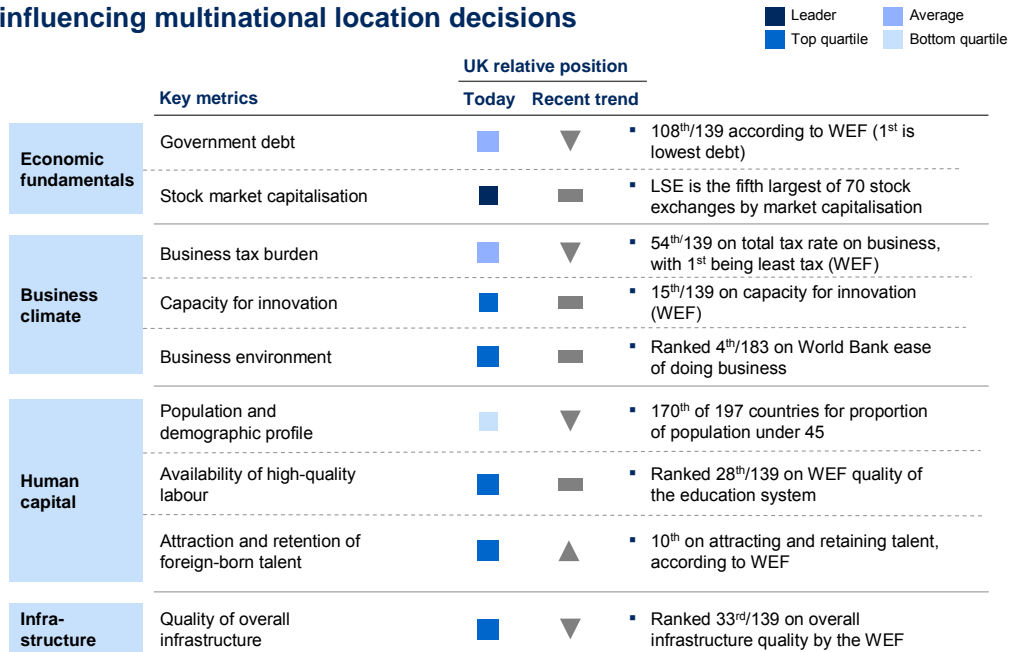 influencing multinational location decisions
Leader
Average
Top quartile
Bottom quartile
UK relative position
Key metrics
Today
Recent trend
Economic
fundamentals
Government debt
▪ 108th/139 according to WEF (1st is
lowest debt)
Stock market capitalisation
▪ LSE is the fifth largest of 70 stock
exchanges by market capitalisation
Business
climate
Business tax burden
▪ 54th/139 on total tax rate on business,
with 1st being least tax (WEF)
Capacity for innovation
▪ 15th/139 on capacity for innovation
(WEF)
Business environment
▪ Ranked 4th/183 on World Bank ease
of doing business
Human
capital
Population and
demographic profile
▪ 170th of 197 countries for proportion
of population under 45
Availability of high-quality
labour
▪ Ranked 28th/139 on WEF quality of
the education system
Attraction and retention of
foreign-born talent
▪ 10th on attracting and retaining talent,
according to WEF
Infra-
structure
Quality of overall
infrastructure
▪ Ranked 33rd/139 on overall
infrastructure quality by the WEF